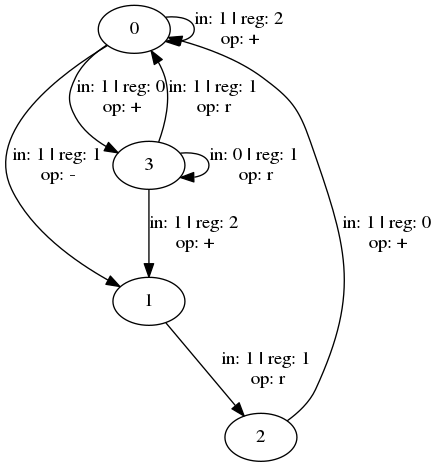 0
in: 1 | reg: 2
op: +
in: 1 | reg: 0
op: +
in: 1 | reg: 1
op: r
in: 1 | reg: 1
op: -
3
in: 0 | reg: 1
op: r
in: 1 | reg: 2
op: +
in: 1 | reg: 0
op: +
1
in: 1 | reg: 1
op: r
2